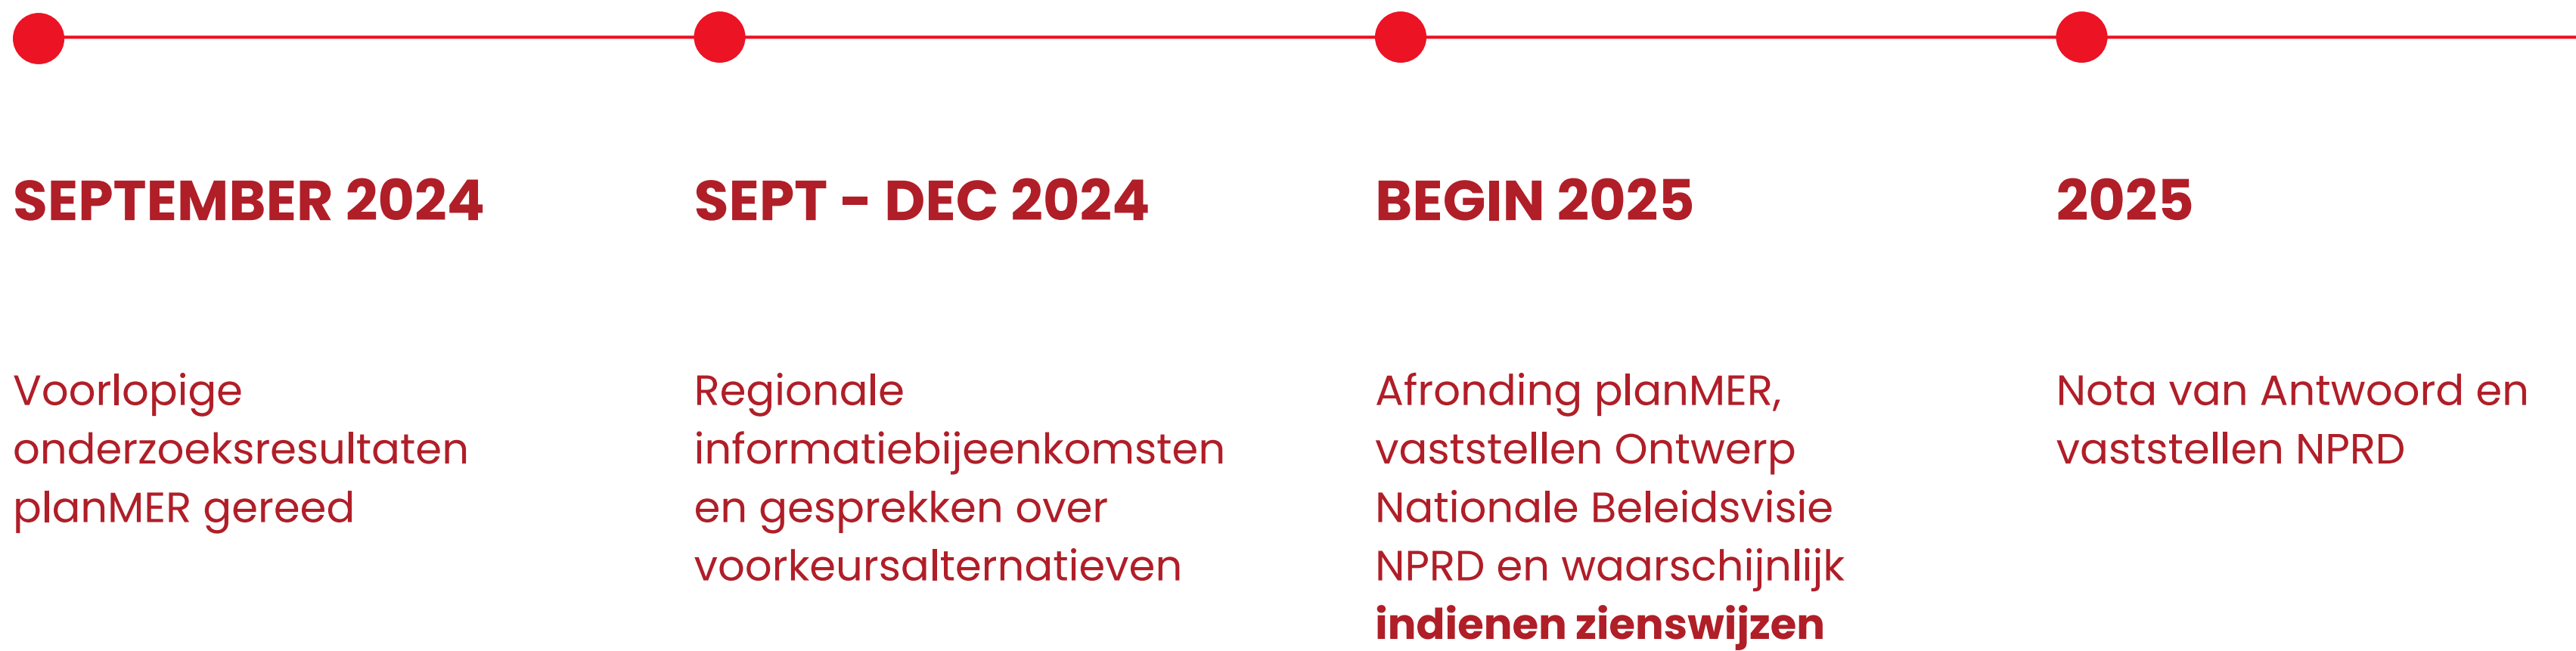 SEPTEMBER 2024
Voorlopige
onderzoeksresultaten
planMER gereed
SEPT - DEC 2024
Regionale
informatiebijeenkomsten
en gesprekken over
voorkeursalternatieven
BEGIN 2025
Afronding planMER,
vaststellen Ontwerp
Nationale Beleidsvisie
NPRD en waarschijnlijk
indienen zienswijzen
2025
Nota van Antwoord en
vaststellen NPRD